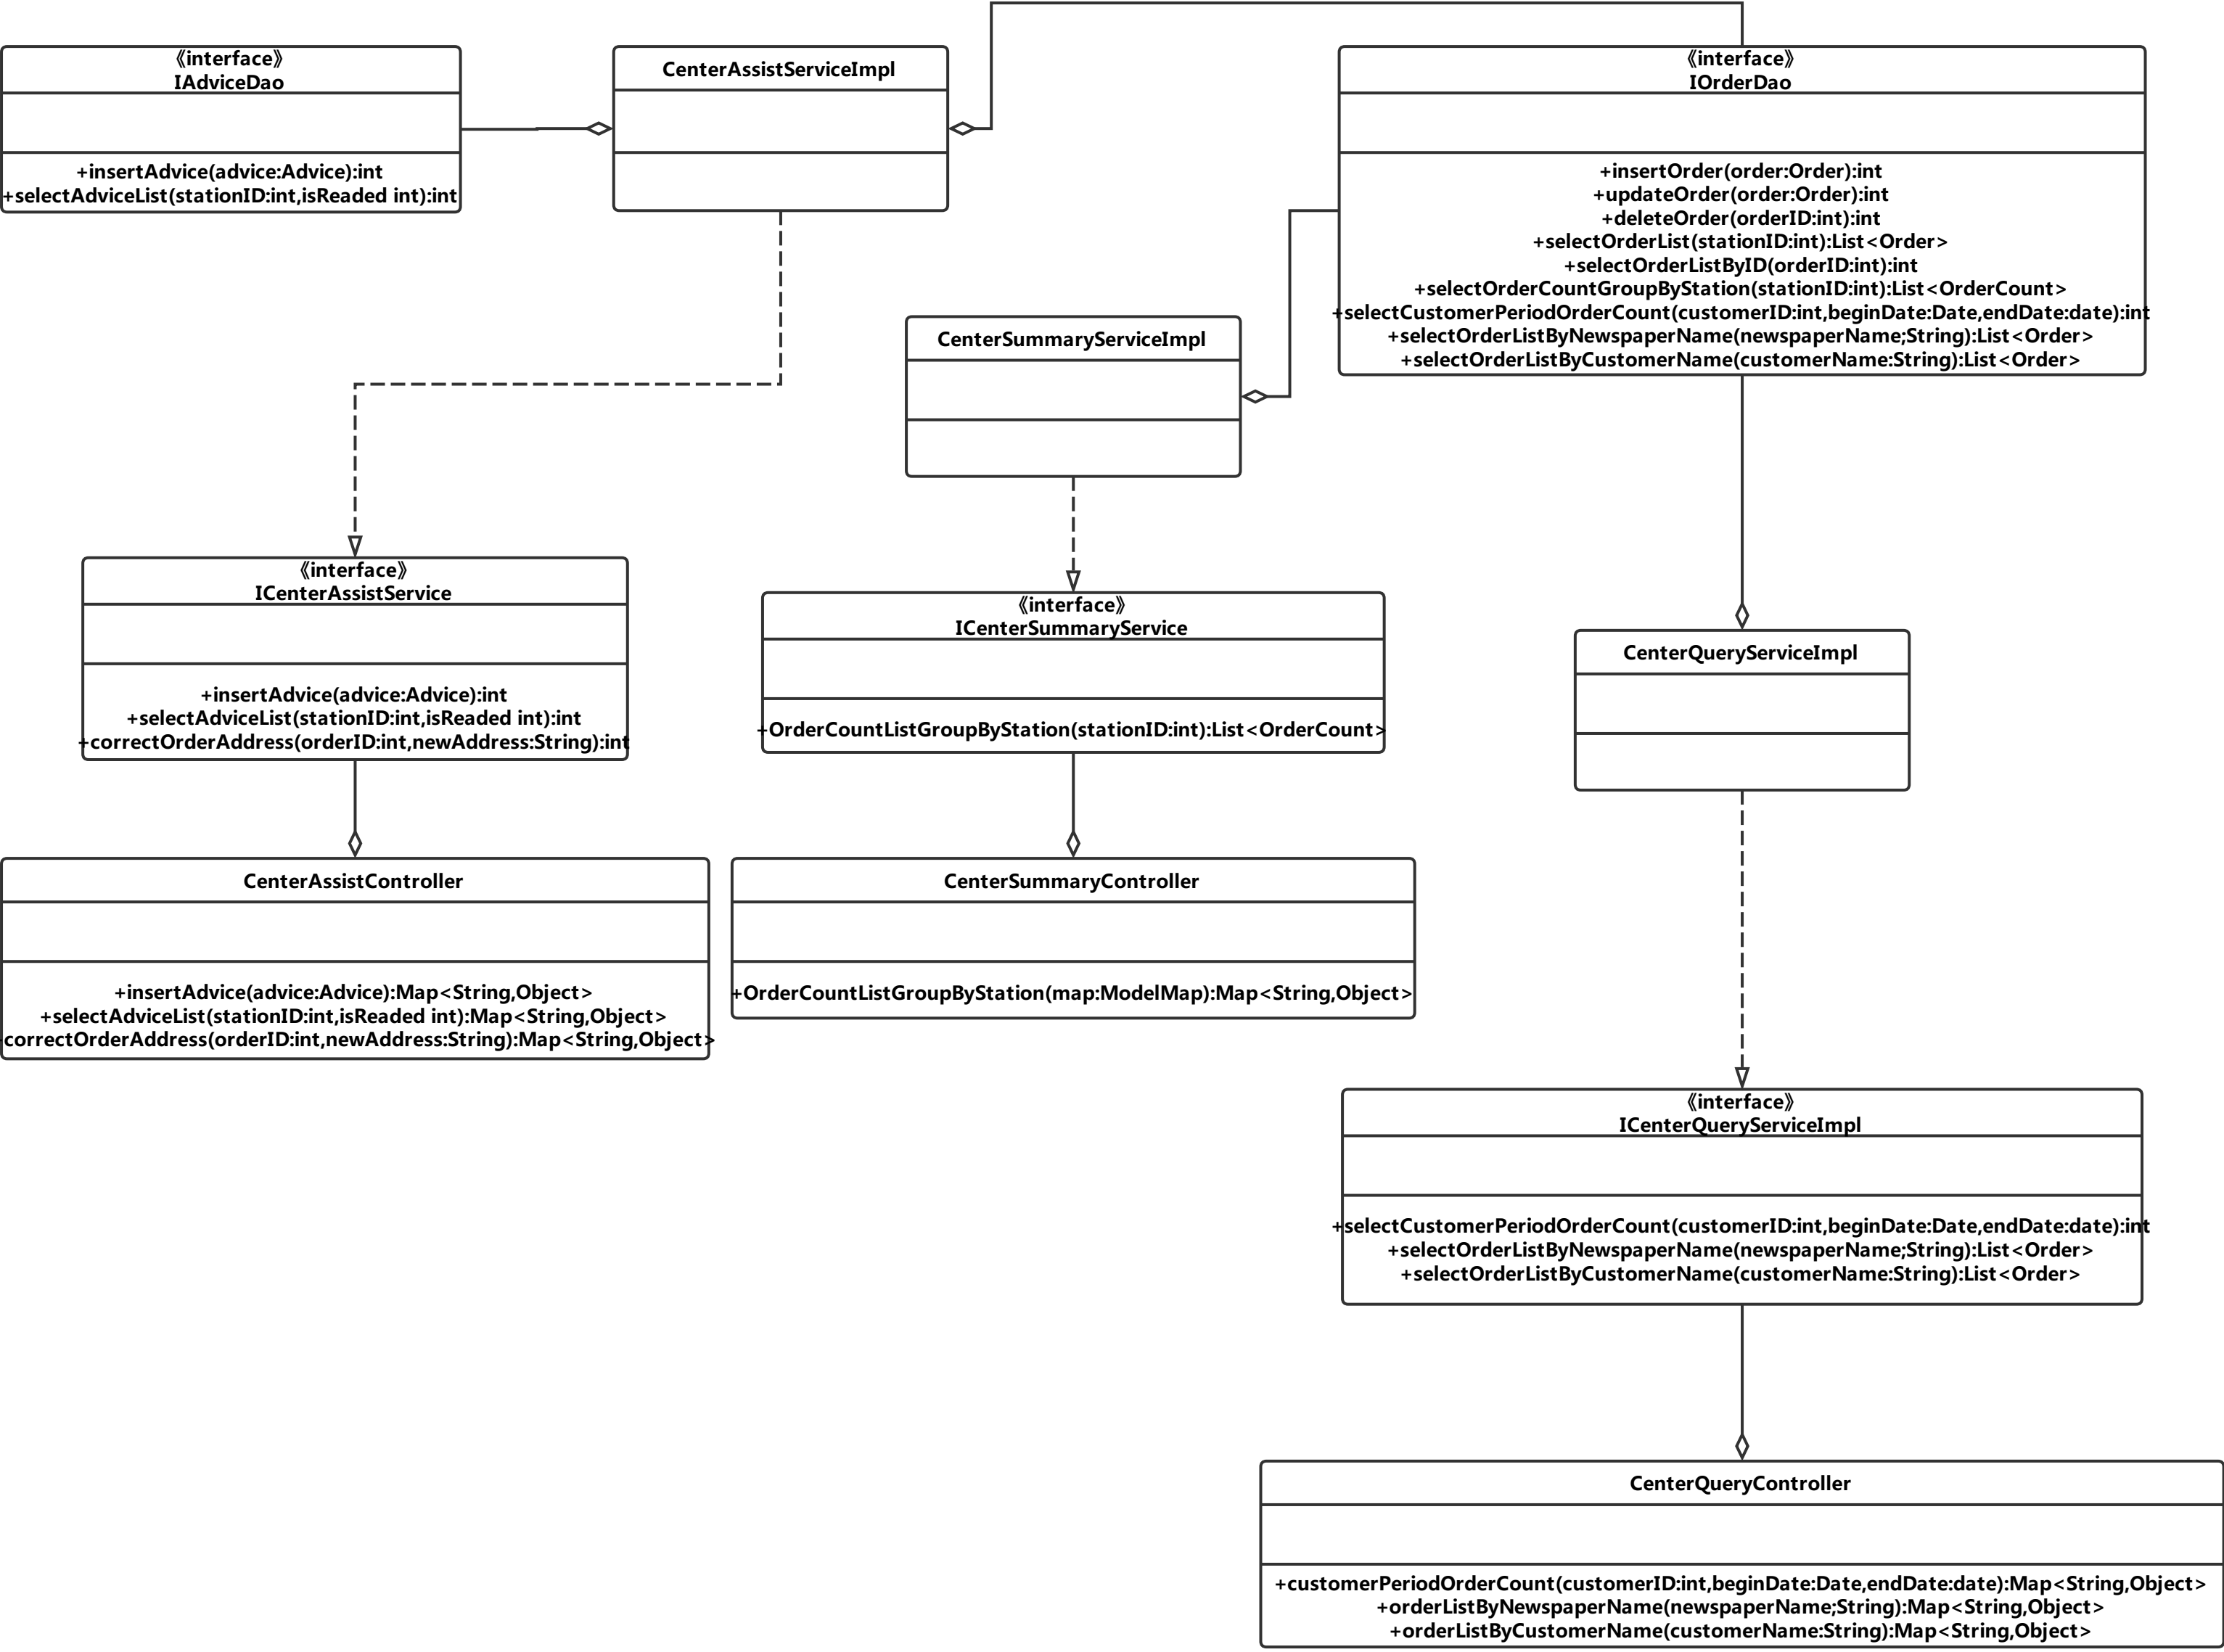 《interface》
IAdviceDao
+insertAdvice(advice:Advice):int
+selectAdviceList(stationID:int,isReaded int):int
CenterAssistServiceImpl
《interface》
IOrderDao
+insertOrder(order:Order):int
+updateOrder(order:Order):int
+deleteOrder(orderID:int):int
+selectOrderList(stationID:int):List<Order>
+selectOrderListByID(orderID:int):int
+selectOrderCountGroupByStation(stationID:int):List<OrderCount>
+selectCustomerPeriodOrderCount(customerID:int,beginDate:Date,endDate:date):int
+selectOrderListByNewspaperName(newspaperName;String):List<Order>
+selectOrderListByCustomerName(customerName:String):List<Order>
CenterSummaryServiceImpl
《interface》
ICenterAssistService
+insertAdvice(advice:Advice):int
+selectAdviceList(stationID:int,isReaded int):int
+correctOrderAddress(orderID:int,newAddress:String):int
《interface》
ICenterSummaryService
+OrderCountListGroupByStation(stationID:int):List<OrderCount>
CenterQueryServiceImpl
CenterAssistController
+insertAdvice(advice:Advice):Map<String,Object>
+selectAdviceList(stationID:int,isReaded int):Map<String,Object>
correctOrderAddress(orderID:int,newAddress:String):Map<String,Object>
CenterSummaryController
+OrderCountListGroupByStation(map:ModelMap):Map<String,Object>
《interface》
ICenterQueryServiceImpl
+selectCustomerPeriodOrderCount(customerID:int,beginDate:Date,endDate:date):int
+selectOrderListByNewspaperName(newspaperName;String):List<Order>
+selectOrderListByCustomerName(customerName:String):List<Order>
CenterQueryController
+customerPeriodOrderCount(customerID:int,beginDate:Date,endDate:date):Map<String,Object>
+orderListByNewspaperName(newspaperName;String):Map<String,Object>
+orderListByCustomerName(customerName:String):Map<String,Object>